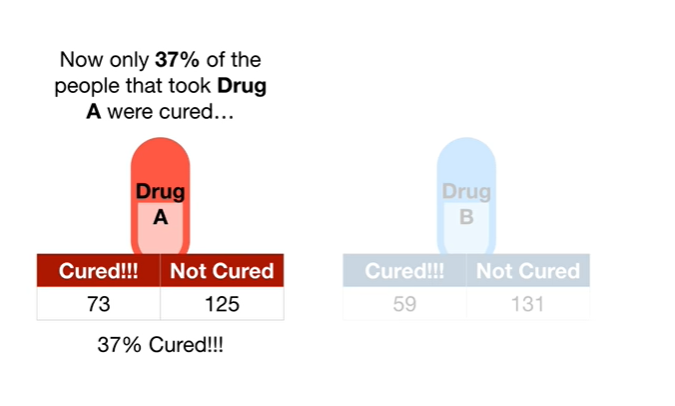 Now only 37% of the
people that took Drug
A were cured...
Drug
A
Cured!!! Not Cured
73 125
37% Cured!!!
Drug
B
Cured!!! Not Cured
59 131